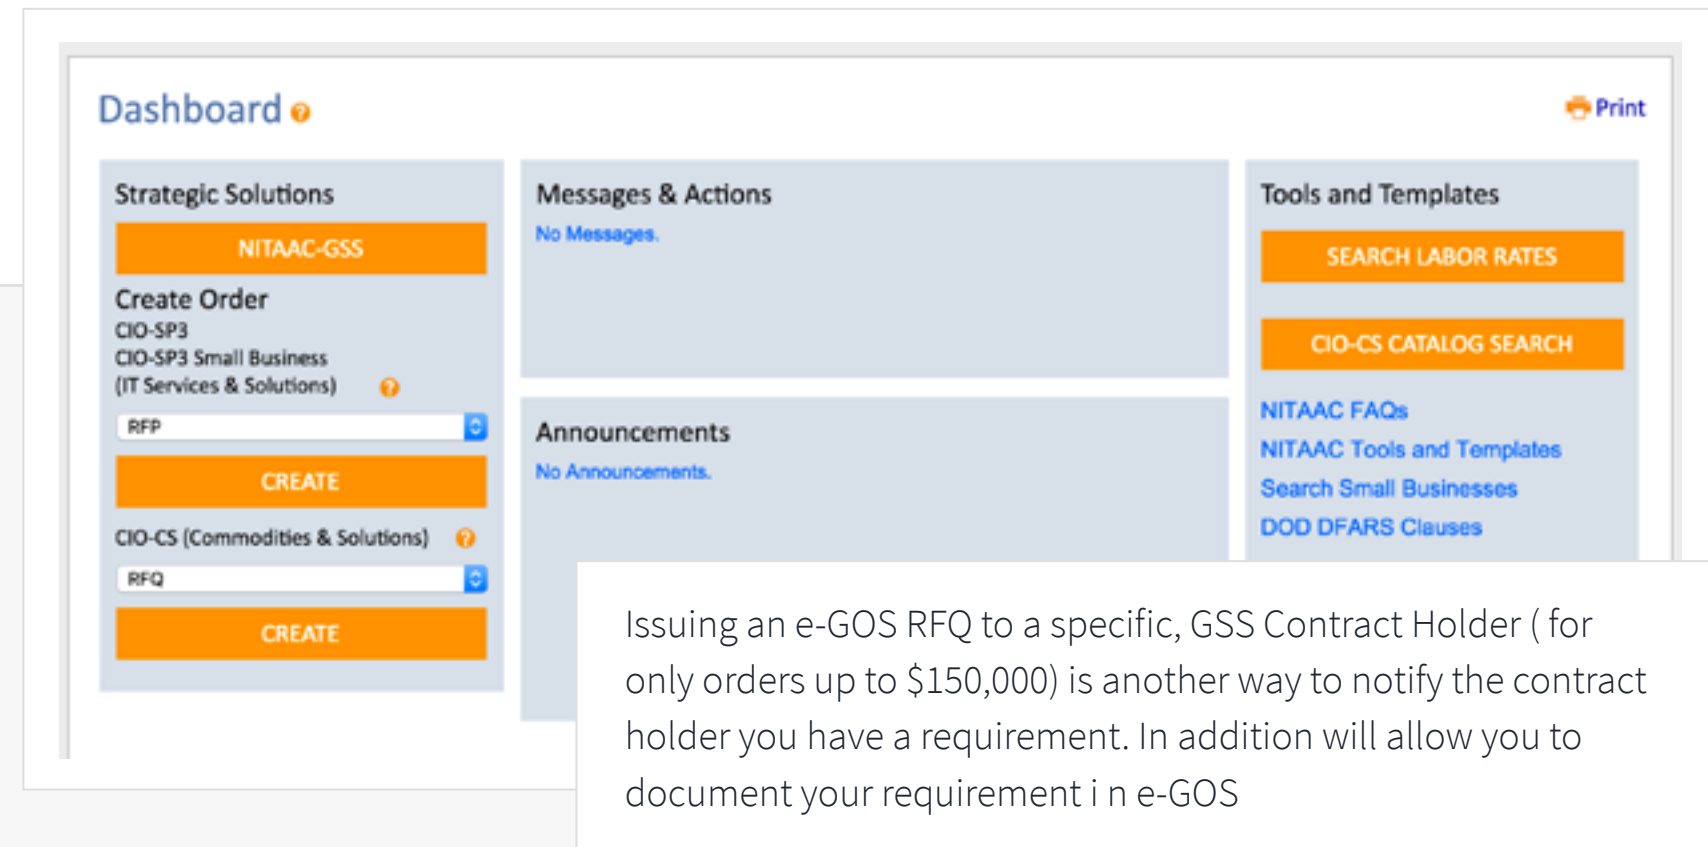 Dashboard
Print
Strategic Solutions
NITAAC-GSS
Create Order
CIO-SP3
CIO-SP3 Small Business
(IT Services & Solutions)
RFP
CREATE
CIO-CS (Commodities & Solutions)
RFQ
CREATE
Messages & Actions
No Messages.
Announcements
No Announcements.
Tools and Templates
SEARCH LABOR RATES
CIO-CS CATALOG SEARCH
NITAAC FAQs
NITAAC Tools and Templates
Search Small Businesses
DOD DFARS Clauses
Issuing an e-GOS RFQ to a specific, GSS Contract Holder ( for
only orders up to $150,000) is another way to notify the contract
holder you have a requirement. In addition will allow you to
document your requirement i n e-GOS